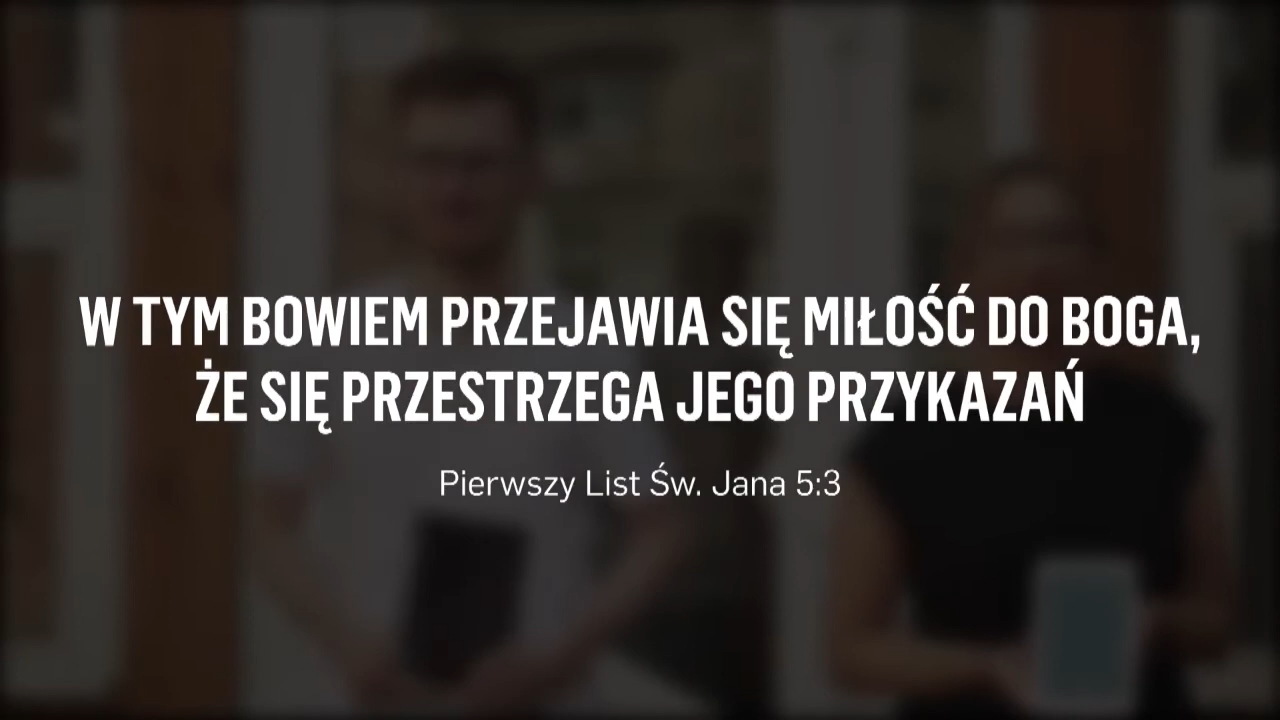 W TYM BOWIEM PRZEJAWIA SIĘ MIŁOŚĆ DO BOGA,
ŻE SIĘ PRZESTRZEGA JEGO PRZYKAZAŃ
Pierwszy List Św. Jana 5:3